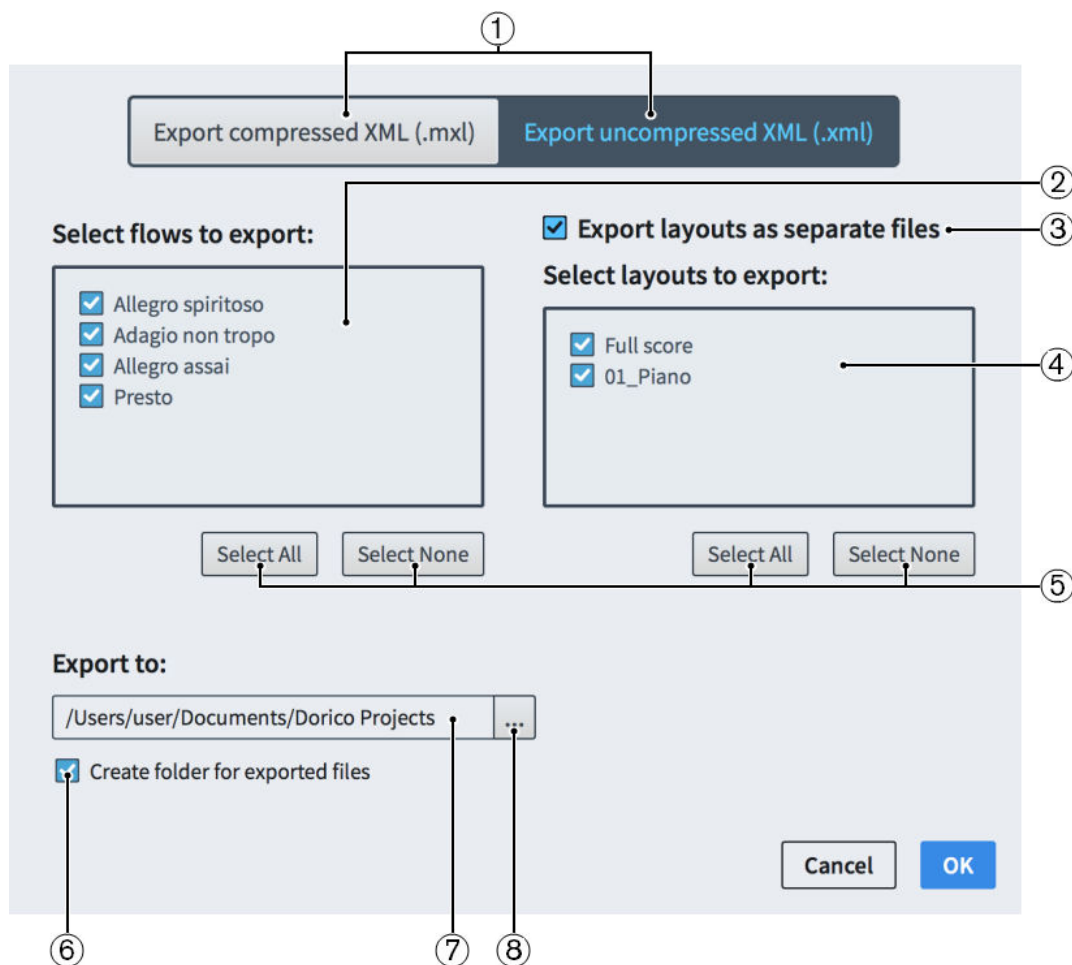 ①
Export compressed XML (.mxl) Export uncompressed XML (.xml)
②
Select flows to export:
Export layouts as separate files ③
Select layouts to export:
Allegro spiritoso
Adagio non tropo
Allegro assai
Presto
Full score
01_Piano
④
Select All Select None
Select All Select None
⑤
Export to:
/Users/user/Documents/Dorico Projects ...
Create folder for exported files
Cancel OK
⑥ ⑦ ⑧